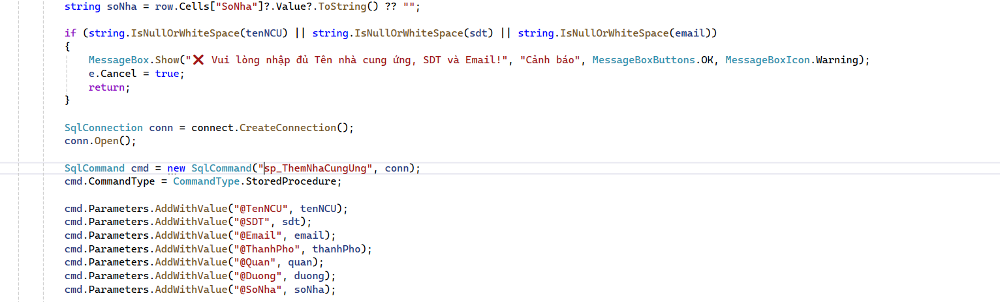 string soNha = row.Cells["SoNha"]?.Value?.ToString() ?? "";
if (string.IsNullOrWhiteSpace(tenNCU) || string.IsNullOrWhiteSpace(sdt) || string.IsNullOrWhiteSpace(email))
{
MessageBox.Show("❌ Vui lòng nhập đủ Tên nhà cung ứng, SDT và Email!", "Cảnh báo", MessageBoxButtons.OK, MessageBoxIcon.Warning);
e.Cancel = true;
return;
}
SqlConnection conn = connect.CreateConnection();
conn.Open();
SqlCommand cmd = new SqlCommand("sp_ThemNhaCungUng", conn);
cmd.CommandType = CommandType.StoredProcedure;
cmd.Parameters.AddWithValue("@TenNCU", tenNCU);
cmd.Parameters.AddWithValue("@SDT", sdt);
cmd.Parameters.AddWithValue("@Email", email);
cmd.Parameters.AddWithValue("@ThanhPho", thanhPho);
cmd.Parameters.AddWithValue("@Quan", quan);
cmd.Parameters.AddWithValue("@Duong", duong);
cmd.Parameters.AddWithValue("@SoNha", soNha);